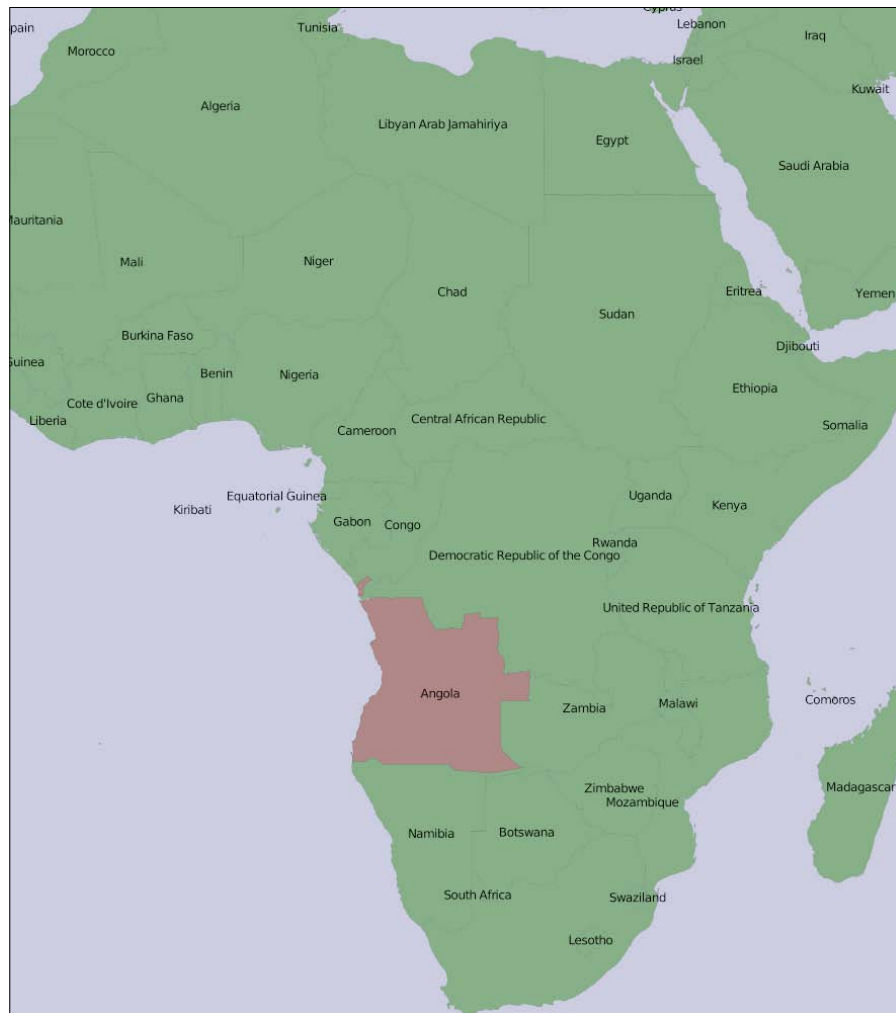 Cyprus
Lebanon
pain
Tunisia
Iraq
Morocco
Israel
Kuwait
Algeria
Libyan Arab Jamahiriya
Egypt
Saudi Arabia
Mauritania
Mali
Niger
Chad
Eritrea
Yemen
Sudan
Burkina Faso
Djibouti
Guinea
Benin
Nigeria
Ethiopia
Cote d'Ivoire
Ghana
Liberia
Central African Republic
Cameroon
Somalia
Equatorial Guinea
Uganda
Kiribati
Gabon
Congo
Kenya
Rwanda
Democratic Republic of the Congo
United Republic of Tanzania
Angola
Zambia
Malawi
Comoros
Zimbabwe
Madagascar
Mozambique
Namibia
Botswana
South Africa
Swaziland
Lesotho